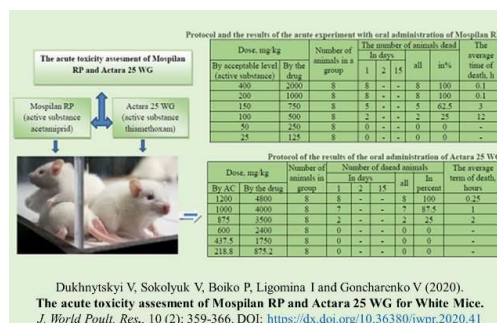 Protocol and the results of the acute experiment with oral administration of Mospilan R
The acute toxicity assesment of Mospilan
RP and Actara 25 WG
Mospilan RP
(active substance
acetamiprid)
Actara 25 WG
(active substance
thismethoxam)
Dose, mg/kg Number of animals in a group The number of animals dead The average time of death, h
By acceptable level (active substance) By the drug In days all in%
1 2 15
400 2000 8 8 - - 8 100 0.1
200 1000 8 8 - - 8 100 0.1
150 750 8 5 - - 5 62.5 3
100 500 8 2 - - 2 25 12
50 250 8 0 - - 0 - -
25 125 8 0 - - 0 - -
Protocol of the results of the oral administration of Actara 25 WG
Dose, mg/kg Number of animals in group Number of daead animals The average term of death, hours
By AC By the drug In days all In percent
1 2 15
1200 4800 8 8 - - 8 100 0.25
1000 4000 8 7 - - 7 87.5 1
875 3500 8 2 - - 2 25 2
600 2400 8 0 - - 0 - -
437.5 1750 8 0 - - 0 - -
218.8 875.2 8 0 - - 0 - -
Dukhnytskyi V, Sokolyuk V, Boiko P, Ligomina I and Goncharenko V (2020).
The acute toxicity assesment of Mospilan RP and Actara 25 WG for White Mice.
J. World Poult. Res., 10 (2): 359-366. DOI: https://dx.doi.org/10.36380/jwpr.2020.41